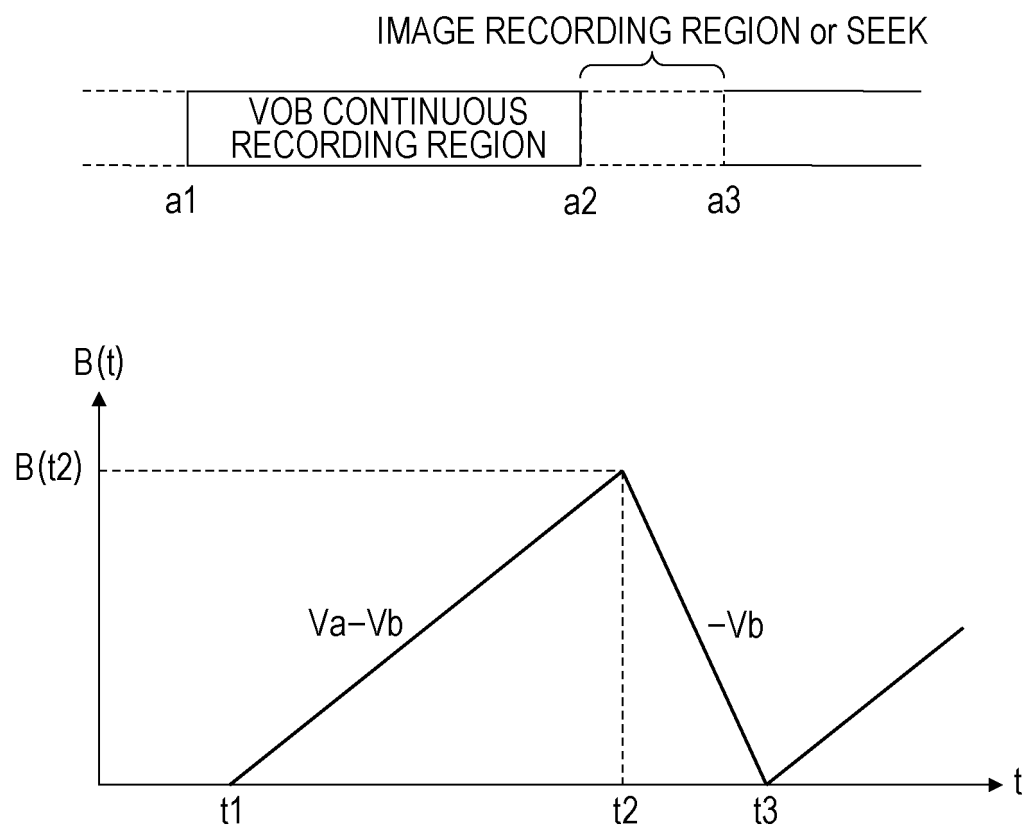 IMAGE RECORDING REGION or SEEK
VOB CONTINUOUS
RECORDING REGION
a1
a2
a3
B(t)
B(t2)
Va–Vb
–Vb
t
t1
t2
t3